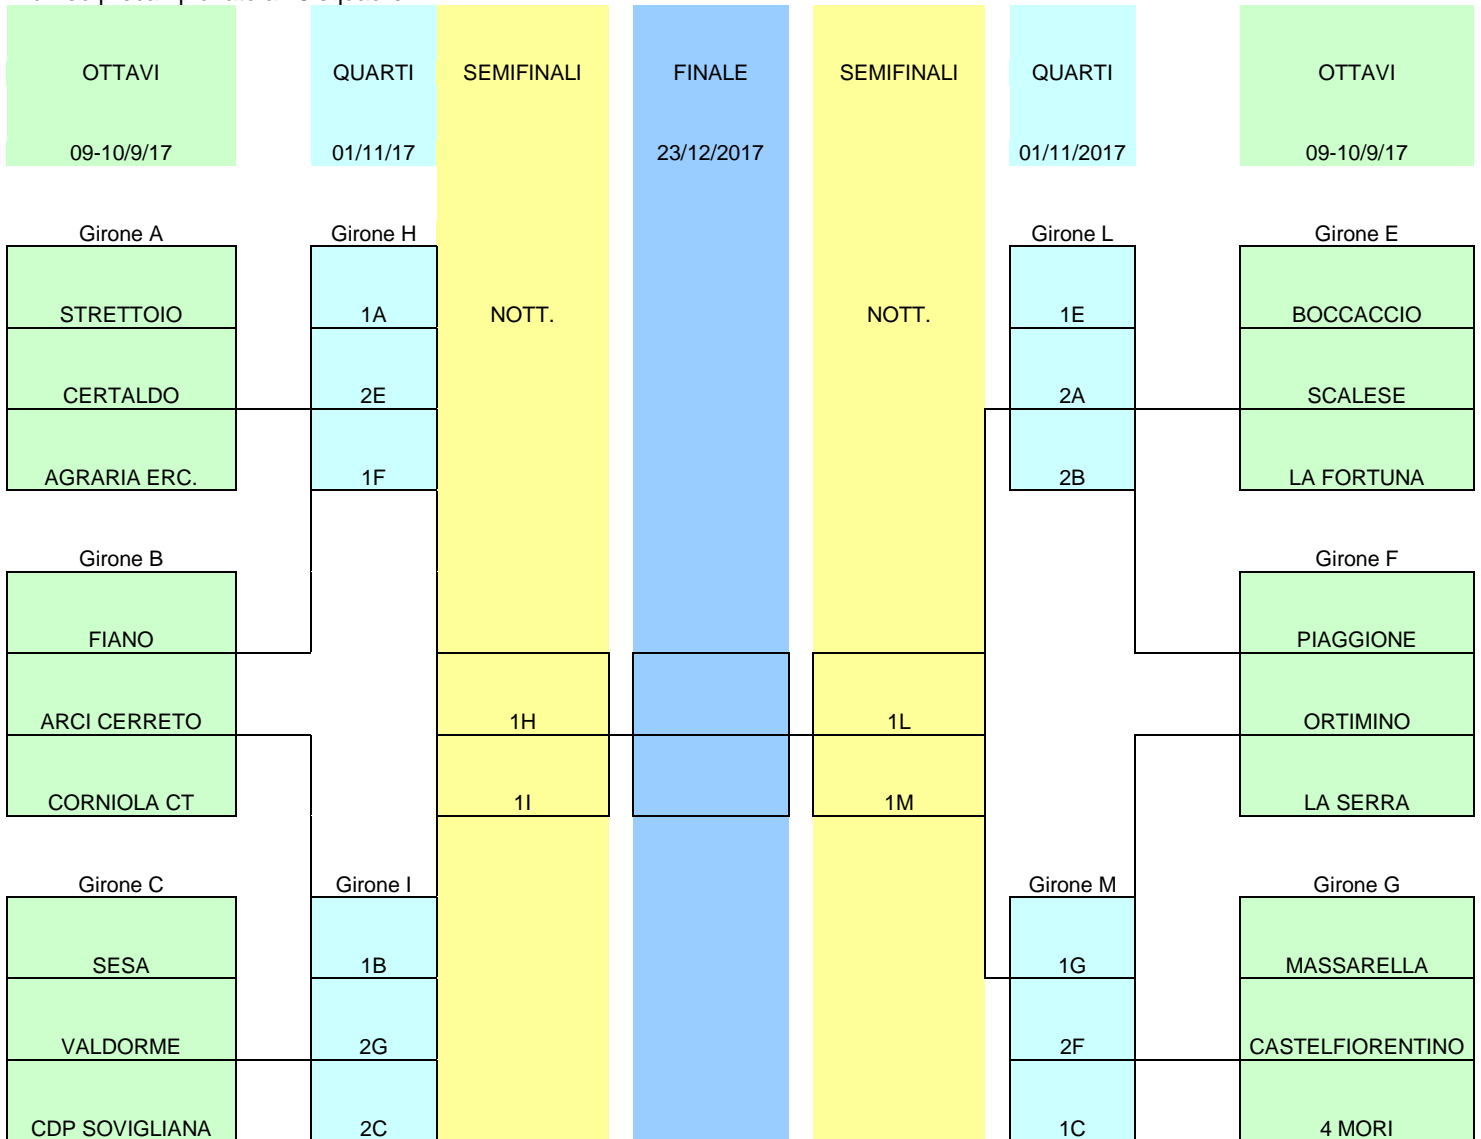 OTTAVI QUARTI SEMIFINALI FINALE SEMIFINALI QUARTI OTTAVI
09-10/9/17 01/11/17 23/12/2017 01/11/2017 09-10/9/17
Girone A Girone H Girone L Girone E
STRETTOIO 1A NOTT. NOTT. 1E BOCCACCIO
CERTALDO 2E 2A SCALESE
AGRARIA ERC. 1F 2B LA FORTUNA
Girone B Girone F
FIANO PIAGGIONE
ARCI CERRETO 1H 1L ORTIMINO
CORNIOLA CT 1I 1M LA SERRA
Girone C Girone I Girone M Girone G
SESA 1B 1G MASSARELLA
VALDORME 2G 2F CASTELFIORENTINO
CDP SOVIGLIANA 2C 1C 4 MORI